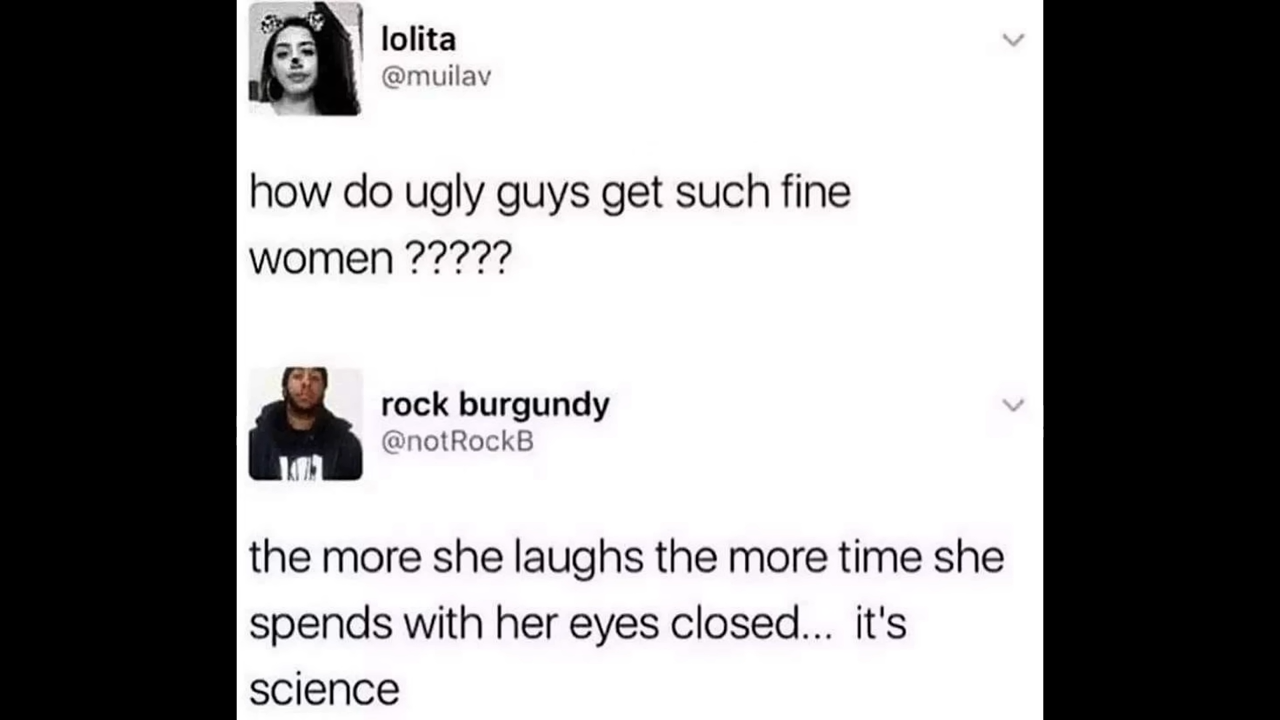 lolita
@muilav
how do ugly guys get such fine
women ?????
rock burgundy
@notRockB
the more she laughs the more time she
spends with her eyes closed... it's
science